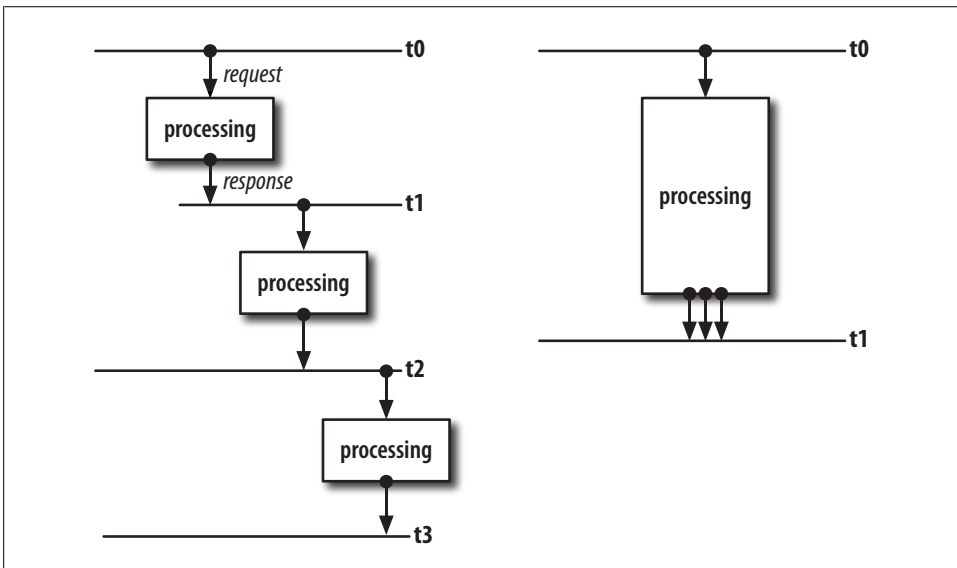 t0
request
processing
response
t1
processing
t2
processing
t3
t0
processing
t1